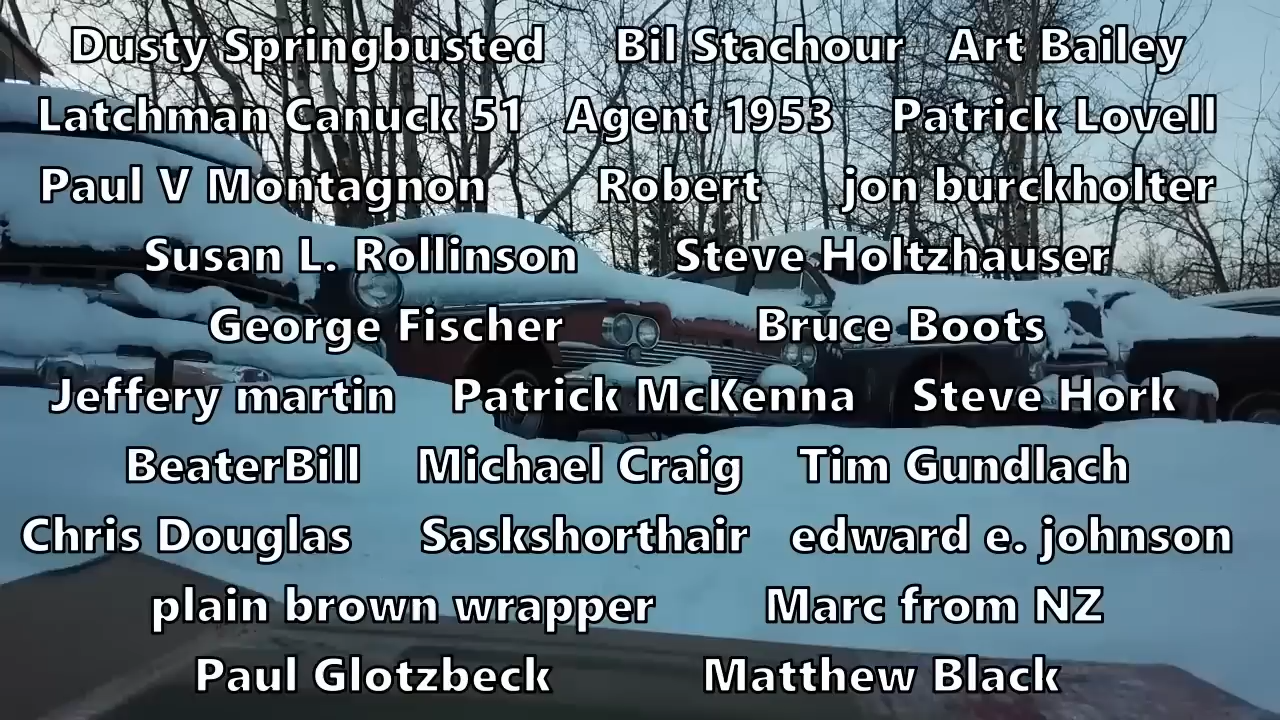 Dusty Springbusted Bil Stachour Art Bailey
Latchman Canuck 51 Agent 1953 Patrick Lovell
Paul V Montagnon Robert jon burckholter
Susan L. Rollinson Steve Holtzhauser
George Fischer Bruce Boots
Jeffery martin Patrick McKenna Steve Hork
BeaterBill Michael Craig Tim Gundlach
Chris Douglas Saskshorthair edward e. johnson
plain brown wrapper Marc from NZ
Paul Glotzbeck Matthew Black